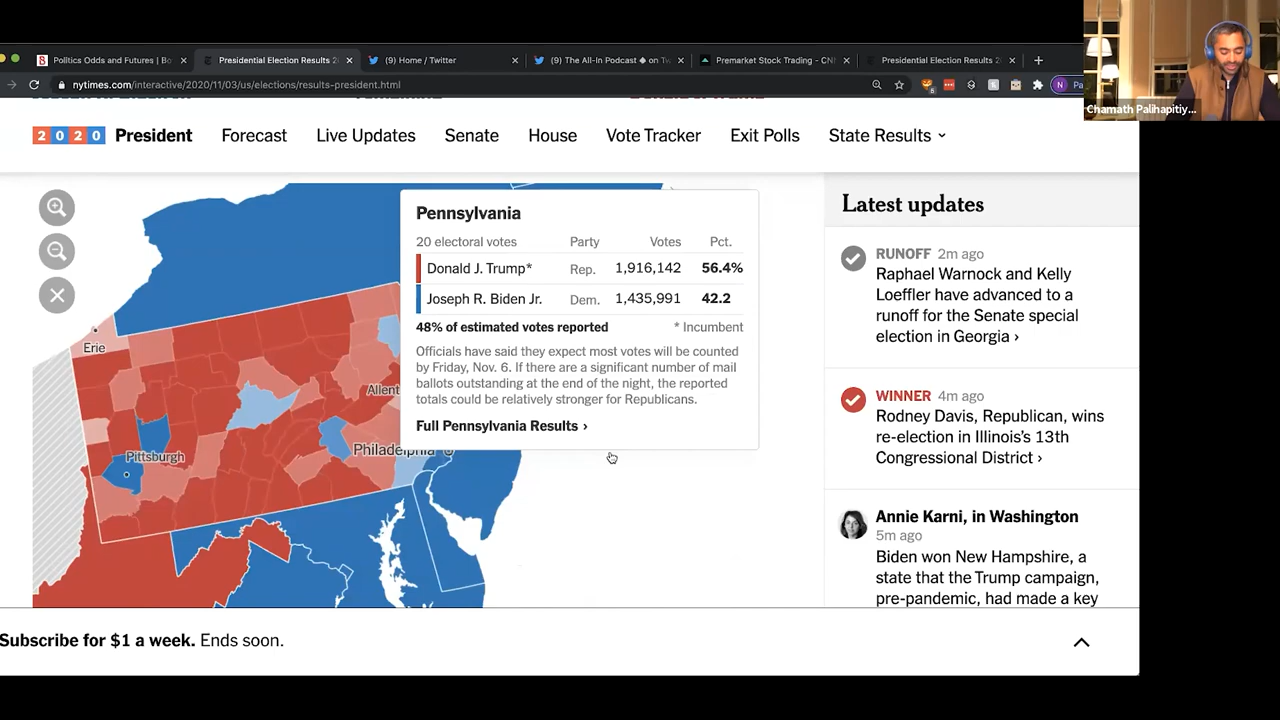 Politics Odds and Futures | Bo
Presidential Election Results 2
(9) Home / Twitter
(9) The All-In Podcast ◆ on Tw
Premarket Stock Trading - CN
Presidential Election Results 2
nytimes.com/interactive/2020/11/03/us/elections/results-president.html
N
Pa
Chamath Palihapitiy...
2020 President
Forecast
Live Updates
Senate
House
Vote Tracker
Exit Polls
State Results
Erie
Pittsburgh
Allent
Philadelphia
Pennsylvania
20 electoral votes Party Votes Pct.
Donald J. Trump* Rep. 1,916,142 56.4%
Joseph R. Biden Jr. Dem. 1,435,991 42.2
48% of estimated votes reported * Incumbent
Officials have said they expect most votes will be counted
by Friday, Nov. 6. If there are a significant number of mail
ballots outstanding at the end of the night, the reported
totals could be relatively stronger for Republicans.
Full Pennsylvania Results ›
Latest updates
RUNOFF 2m ago
Raphael Warnock and Kelly
Loeffler have advanced to a
runoff for the Senate special
election in Georgia ›
WINNER 4m ago
Rodney Davis, Republican, wins
re-election in Illinois's 13th
Congressional District ›
Annie Karni, in Washington
5m ago
Biden won New Hampshire, a
state that the Trump campaign,
pre-pandemic, had made a key
Subscribe for $1 a week. Ends soon.